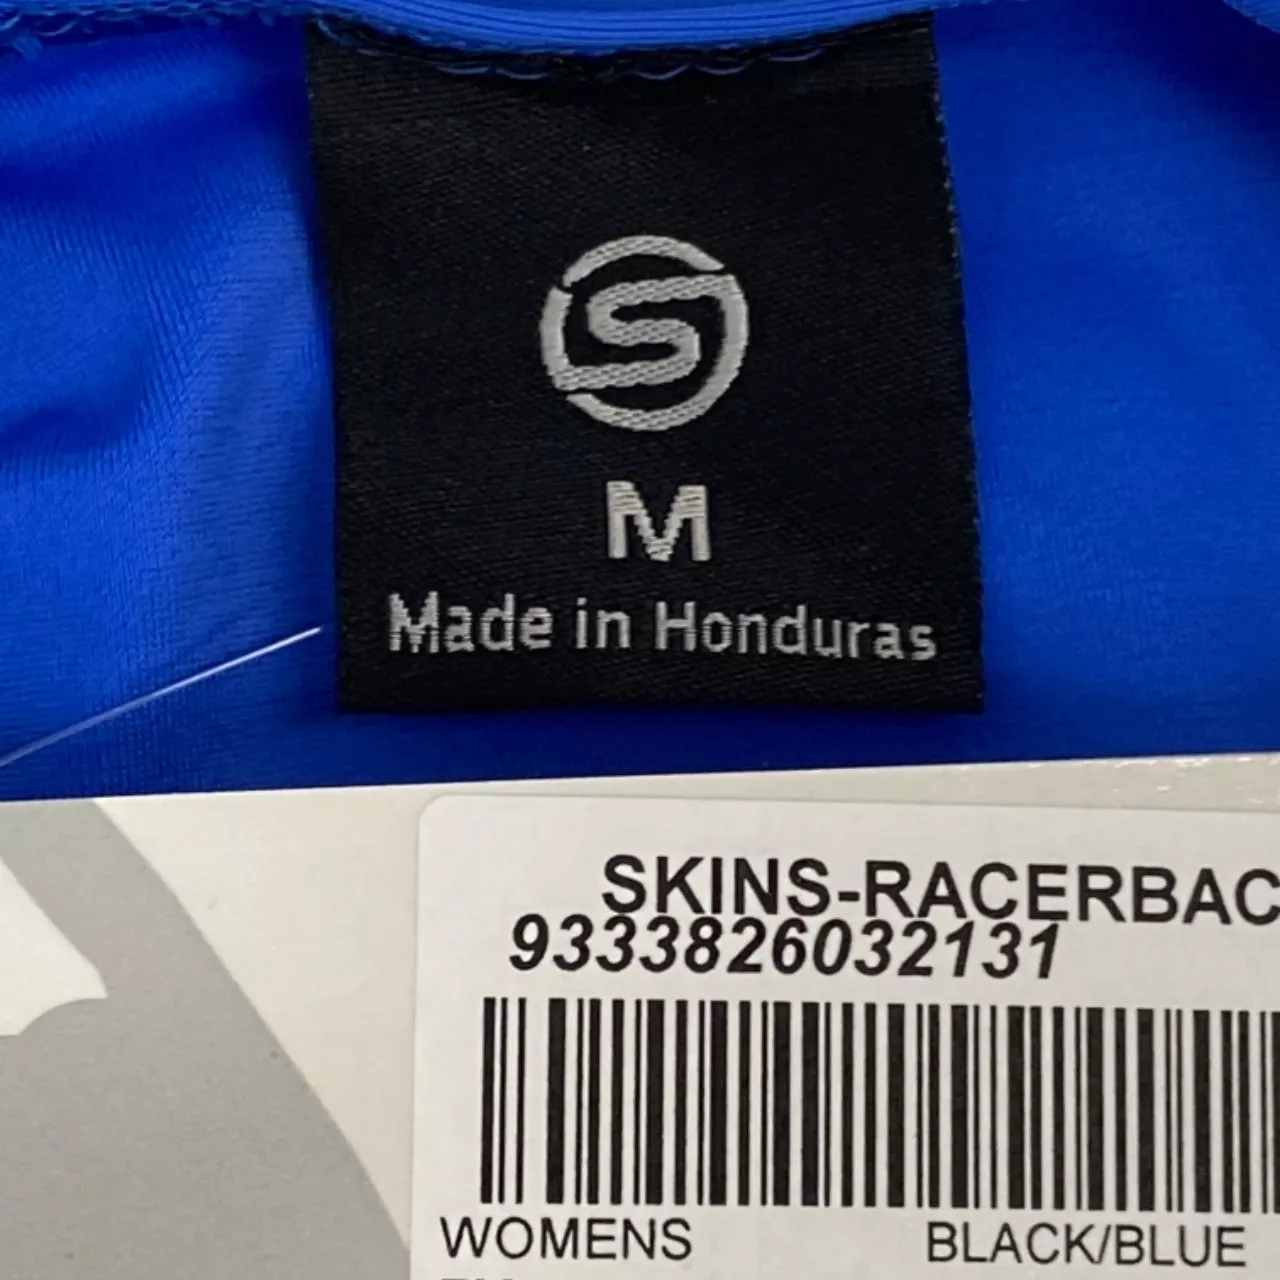 S
M
Made in Honduras
SKINS-RACERBAC
9333826032131
WOMENS BLACK/BLUE